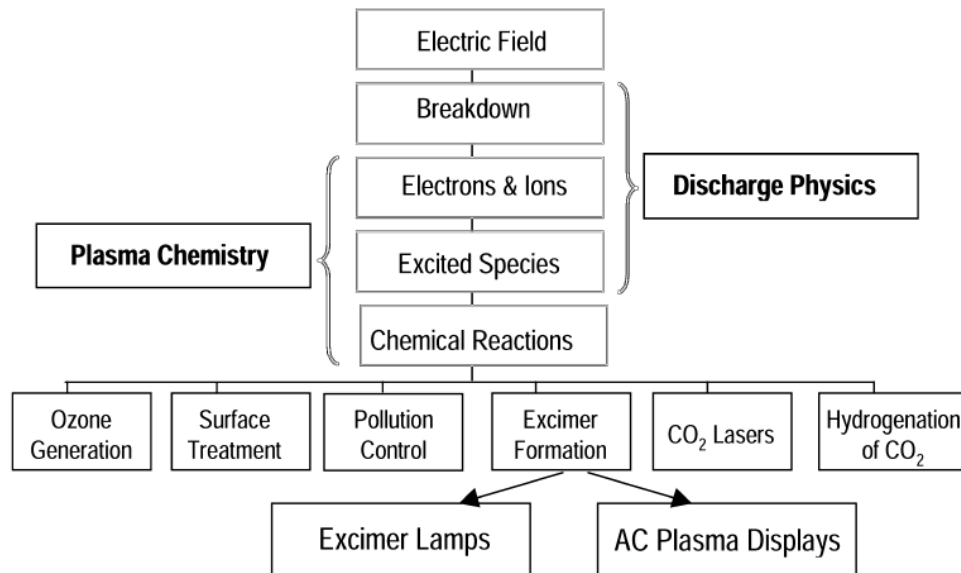 Electric Field
Breakdown
Electrons & Ions
Discharge Physics
Plasma Chemistry
Excited Species
Chemical Reactions
Ozone
Generation
Surface
Treatment
Pollution
Control
Excimer
Formation
CO₂ Lasers
Hydrogenation
of CO₂
Excimer Lamps
AC Plasma Displays